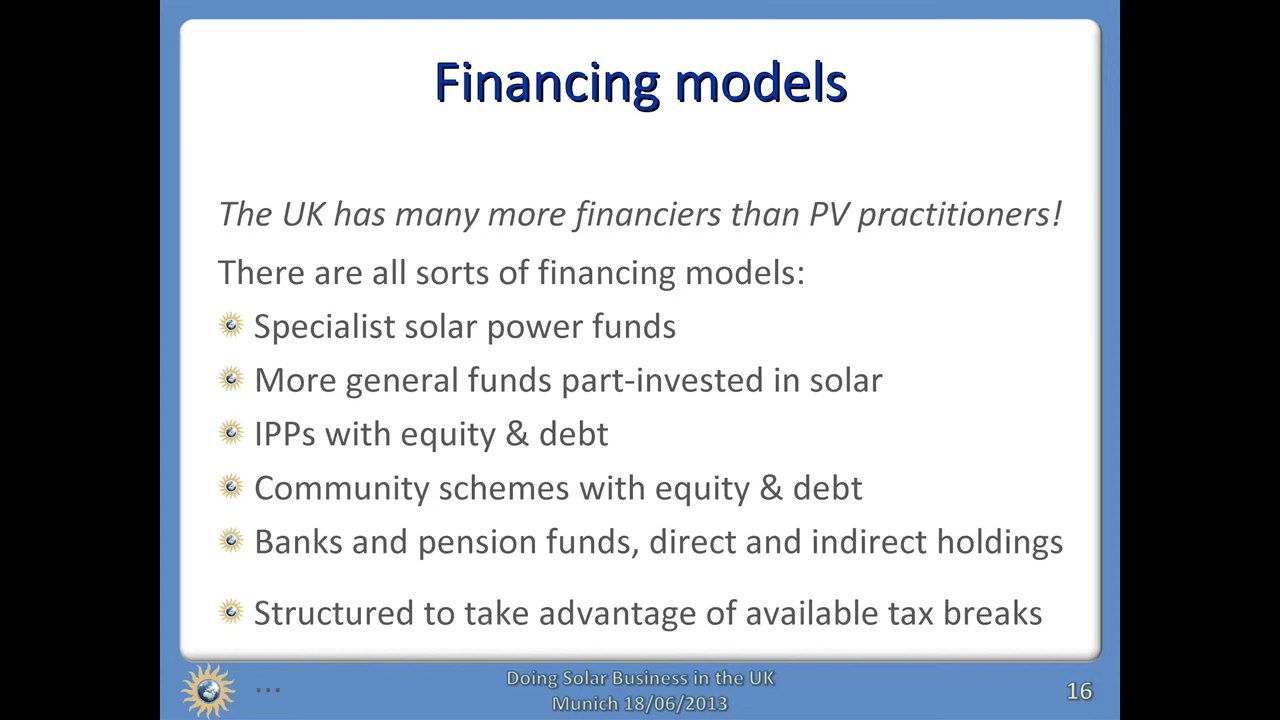 Financing models
The UK has many more financiers than PV practitioners!
There are all sorts of financing models:
Specialist solar power funds
More general funds part-invested in solar
IPPs with equity & debt
Community schemes with equity & debt
Banks and pension funds, direct and indirect holdings
Structured to take advantage of available tax breaks
...
Doing Solar Business in the UK
Munich 18/06/2013
16